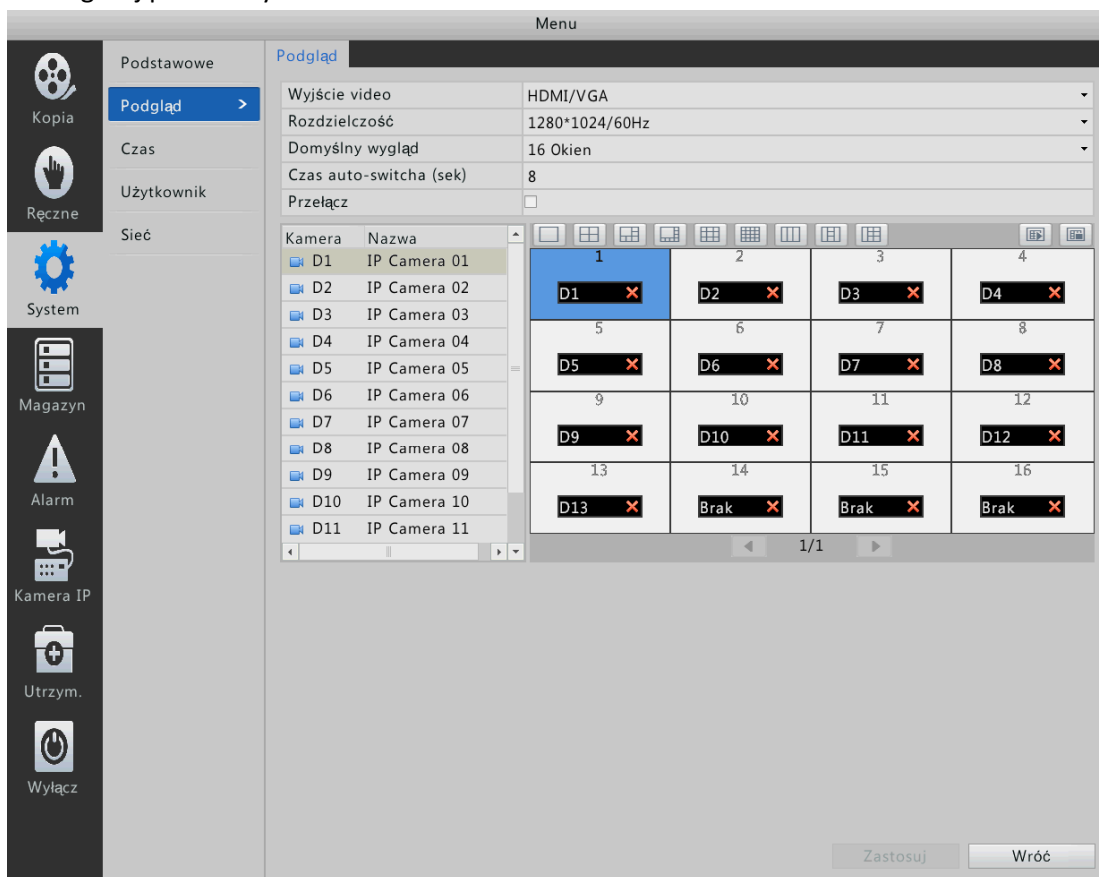 Menu
Kopia
Ręczne
System
Magazyn
Alarm
Kamera IP
Utrzym.
Wyłącz
Podstawowe
Podgląd >
Czas
Użytkownik
Sieć
Podgląd
Wyjście video HDMI/VGA
Rozdzielczość 1280*1024/60Hz
Domyślny wygląd 16 Okien
Czas auto-switcha (sek) 8
Przełącz
Kamera Nazwa
D1 IP Camera 01
D2 IP Camera 02
D3 IP Camera 03
D4 IP Camera 04
D5 IP Camera 05
D6 IP Camera 06
D7 IP Camera 07
D8 IP Camera 08
D9 IP Camera 09
D10 IP Camera 10
D11 IP Camera 11
1 2 3 4
D1 D2 D3 D4
5 6 7 8
D5 D6 D7 D8
9 10 11 12
D9 D10 D11 D12
13 14 15 16
D13 Brak Brak Brak
1/1
Zastosuj Wróć